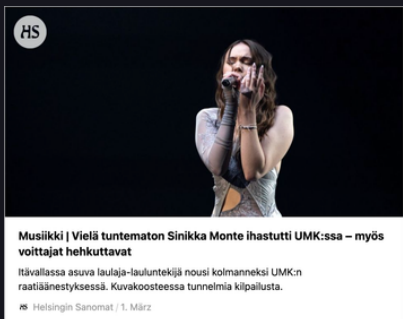 HS
Musiikki | Vielä tuntematon Sinikka Monte ihastutti UMK:ssa – myös
voittajat hehkuttavat
Itävallassa asuva laulaja-lauluntekijä nousi kolmanneksi UMK:n
raatiäänestyksessä. Kuvakoosteessa tunnelmia kilpailusta.
HS Helsingin Sanomat / 1. März